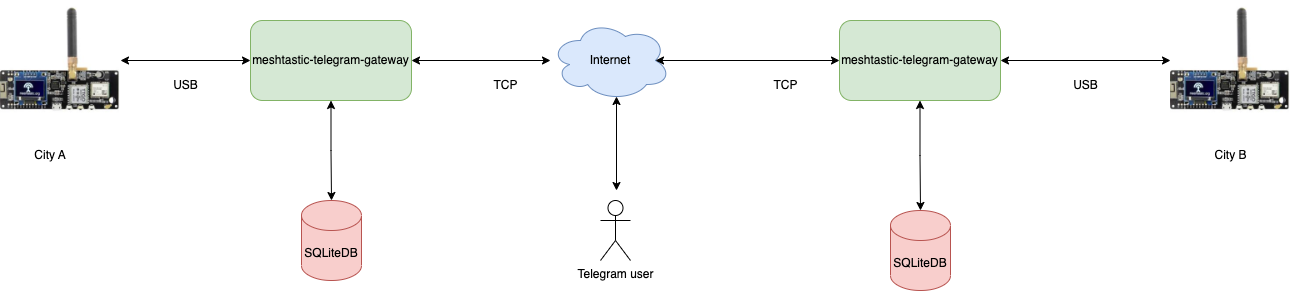 meshtastic-telegram-gateway
Internet
meshtastic-telegram-gateway
USB
TCP
TCP
USB
City A
City B
SQLiteDB
SQLiteDB
Telegram user